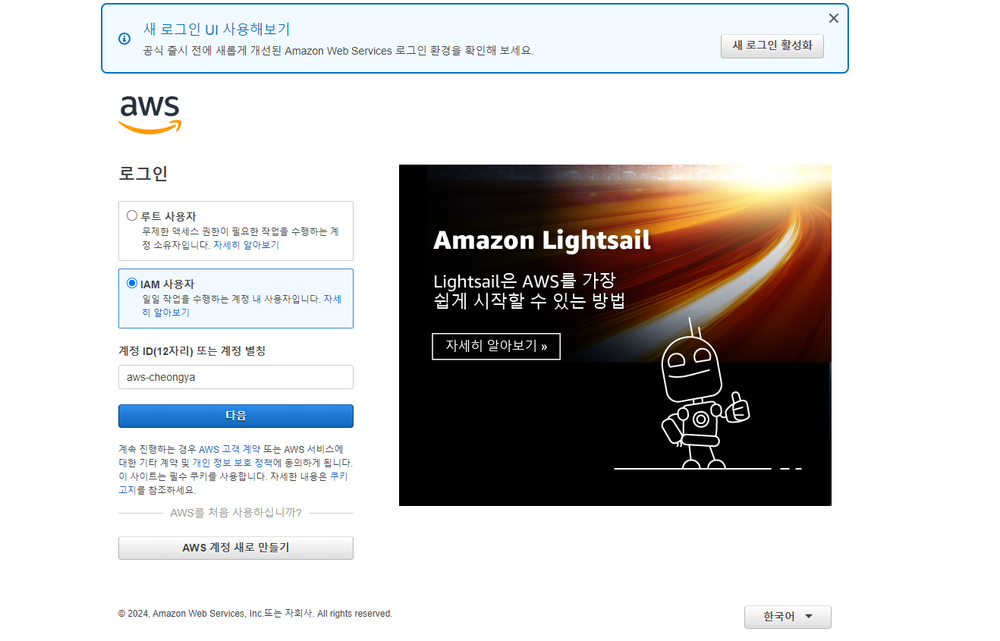 새 로그인 UI 사용해보기
공식 출시 전에 새롭게 개선된 Amazon Web Services 로그인 환경을 확인해 보세요.
새 로그인 활성화
aws
로그인
루트 사용자
무제한 액세스 권한이 필요한 작업을 수행하는 계
정 소유자입니다. 자세히 알아보기
IAM 사용자
일일 작업을 수행하는 계정 내 사용자입니다. 자세
히 알아보기
계정 ID(12자리) 또는 계정 별칭
aws-cheongya
다음
계속 진행하는 경우 AWS 고객 계약 또는 AWS 서비스에
대한 기타 계약 및 개인 정보 보호 정책에 동의하게 됩니다.
이 사이트는 필수 쿠키를 사용합니다. 자세한 내용은 쿠키
고지를 참조하세요.
AWS를 처음 사용하십니까?
AWS 계정 새로 만들기
Amazon Lightsail
Lightsail은 AWS를 가장
쉽게 시작할 수 있는 방법
자세히 알아보기 »
© 2024, Amazon Web Services, Inc.또는 자회사. All rights reserved.
한국어